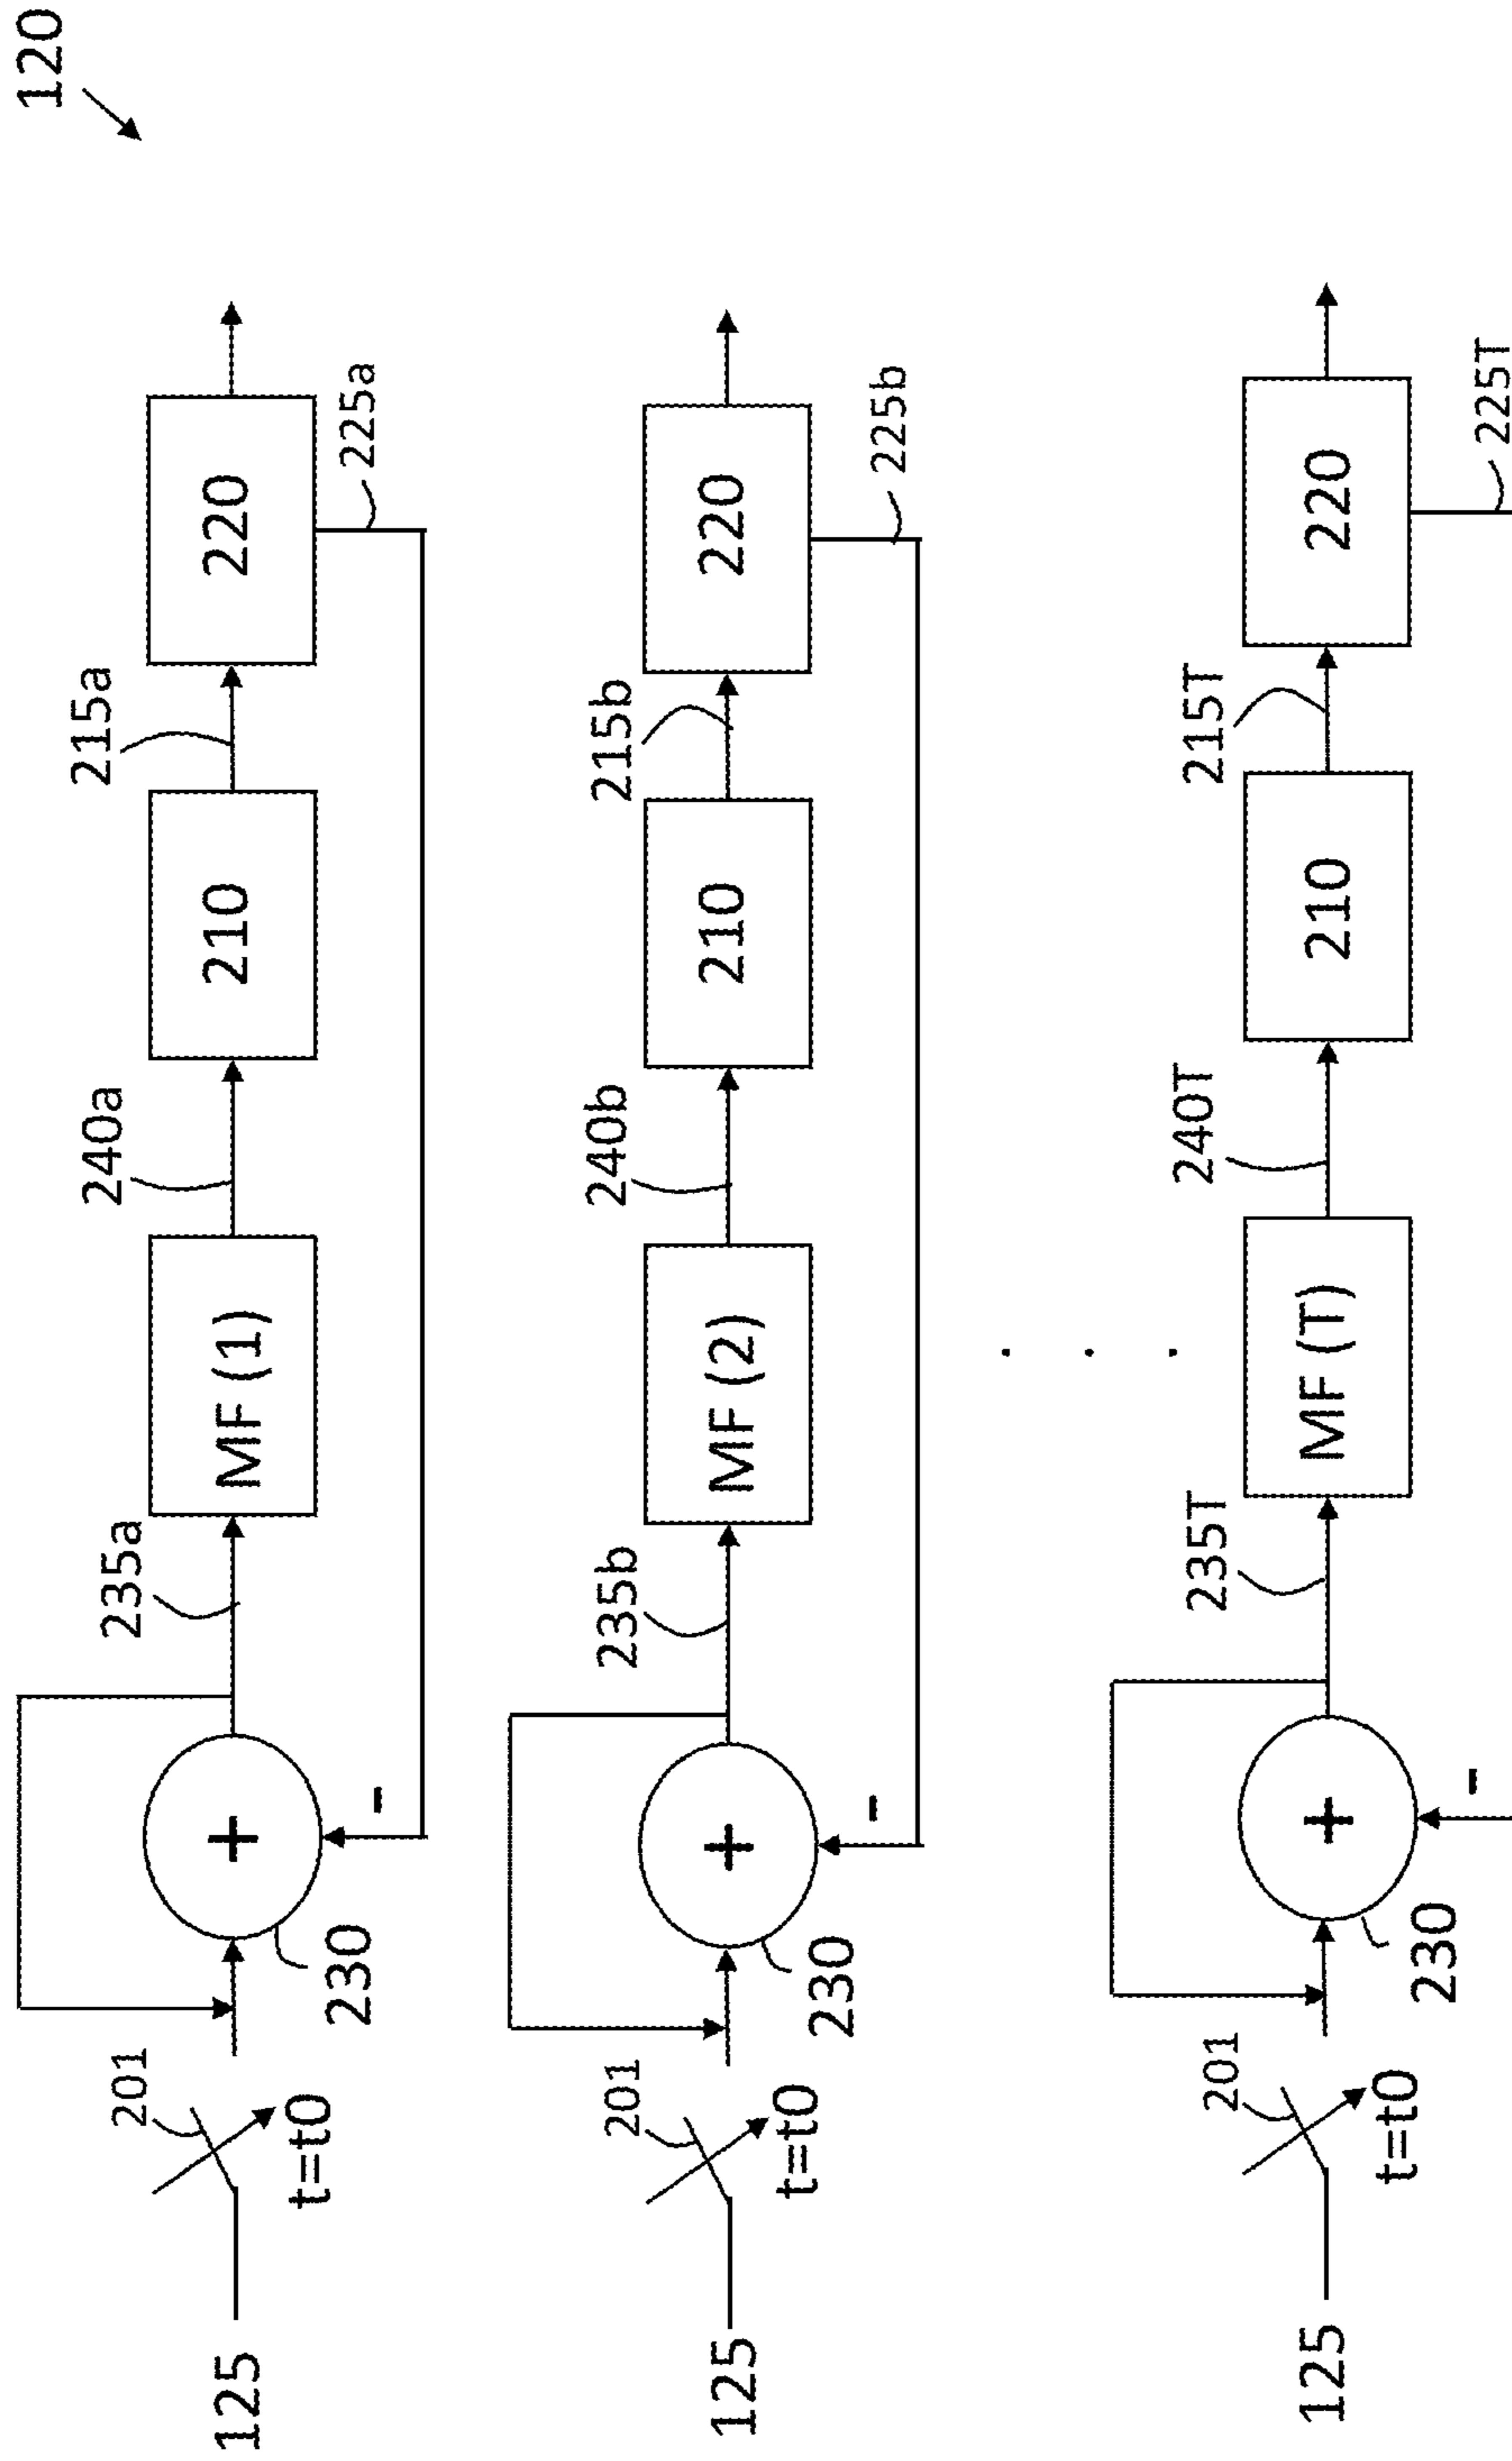 120
125
201
t=t0
230
+
-
235a
MF (1)
240a
210
215a
220
225a
125
201
t=t0
230
+
-
235b
MF (2)
240b
210
215b
220
225b
. . .
125
201
t=t0
230
+
-
235T
MF (T)
240T
210
215T
220
225T